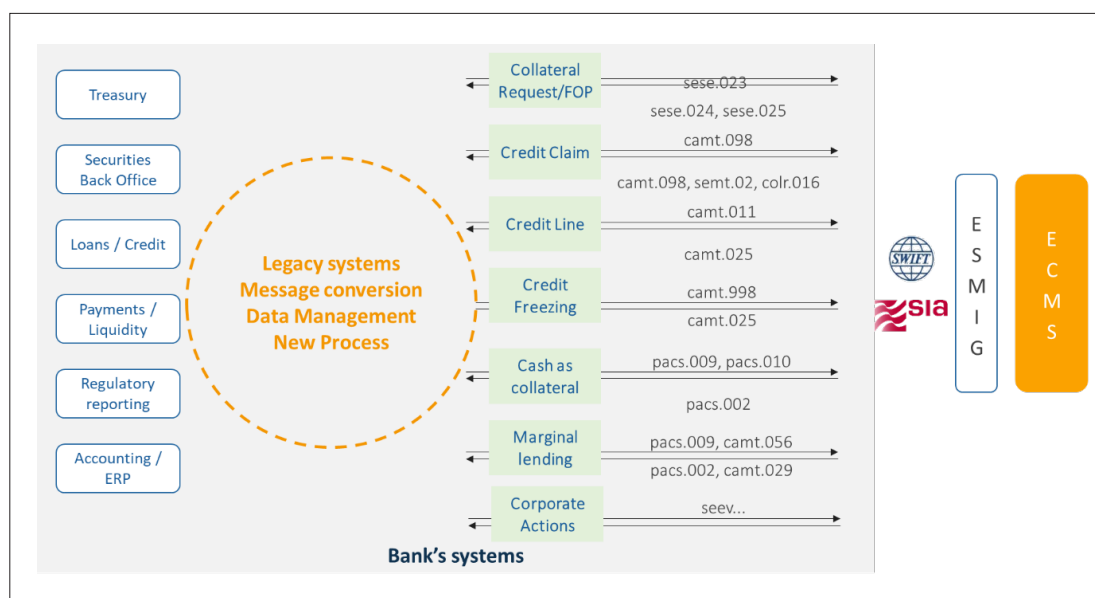 Treasury
Securities
Back Office
Loans / Credit
Payments /
Liquidity
Regulatory
reporting
Accounting /
ERP
Legacy systems
Message conversion
Data Management
New Process
Collateral
Request/FOP
sese.023
sese.024, sese.025
Credit Claim
camt.098
camt.098, semt.02, colr.016
Credit Line
camt.011
camt.025
Credit
Freezing
camt.998
camt.025
Cash as
collateral
pacs.009, pacs.010
pacs.002
Marginal
lending
pacs.009, camt.056
pacs.002, camt.029
Corporate
Actions
seev...
Bank's systems
SWIFT
sia
E
S
M
I
G
E
C
M
S